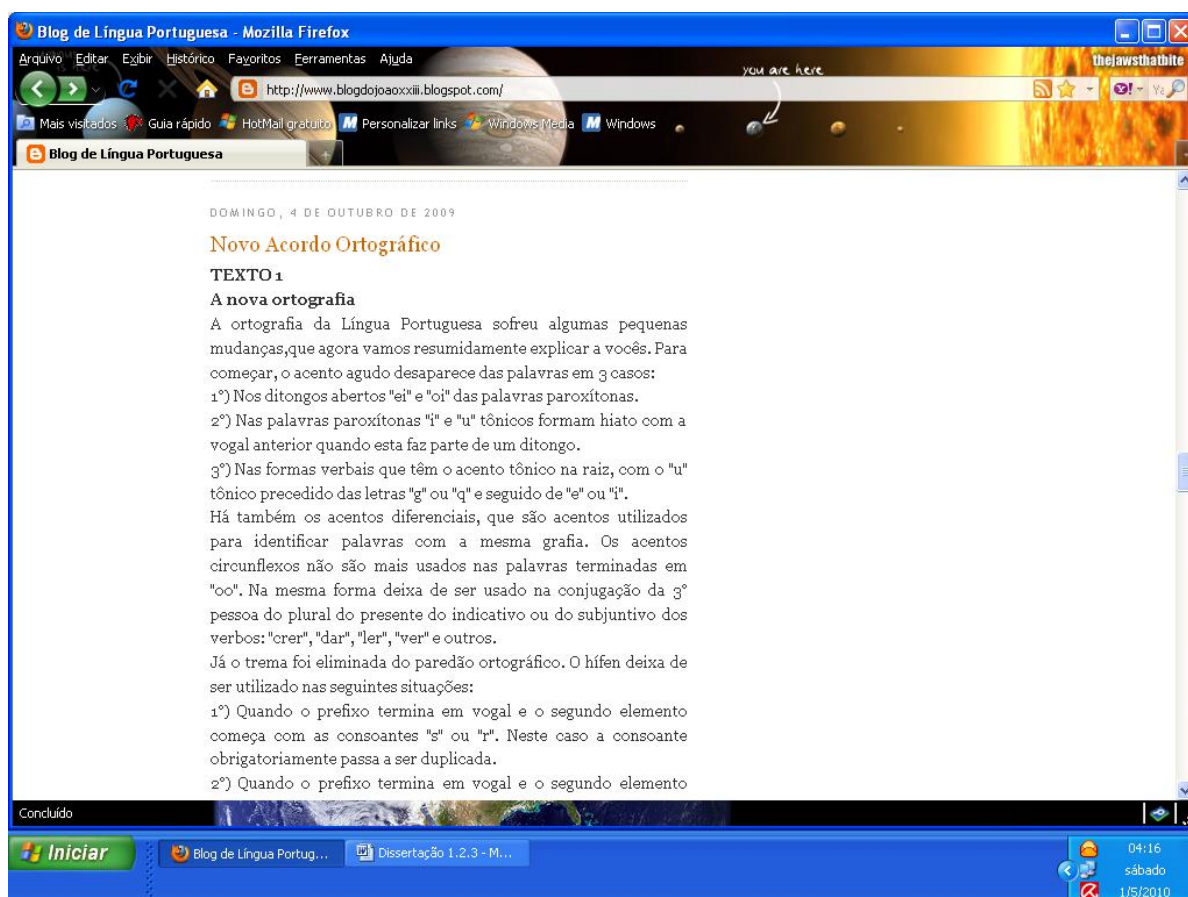 Blog de Língua Portuguesa - Mozilla Firefox
Arquivo Editar Exibir Histórico Favoritos Ferramentas Ajuda
you are here
thejawsthatbite
http://www.blogdojoaoxxiii.blogspot.com/
Mais visitados Guia rápido HotMail gratuito Personalizar links Windows Media Windows
Blog de Língua Portuguesa
DOMINGO, 4 DE OUTUBRO DE 2009
Novo Acordo Ortográfico
TEXTO 1
A nova ortografia
A ortografia da Língua Portuguesa sofreu algumas pequenas
mudanças,que agora vamos resumidamente explicar a vocês. Para
começar, o acento agudo desaparece das palavras em 3 casos:
1°) Nos ditongos abertos "ei" e "oi" das palavras paroxítonas.
2°) Nas palavras paroxítonas "i" e "u" tônicos formam hiato com a
vogal anterior quando esta faz parte de um ditongo.
3°) Nas formas verbais que têm o acento tônico na raiz, com o "u"
tônico precedido das letras "g" ou "q" e seguido de "e" ou "i".
Há também os acentos diferenciais, que são acentos utilizados
para identificar palavras com a mesma grafia. Os acentos
circunflexos não são mais usados nas palavras terminadas em
"oo". Na mesma forma deixa de ser usado na conjugação da 3°
pessoa do plural do presente do indicativo ou do subjuntivo dos
verbos: "crer", "dar", "ler", "ver" e outros.
Já o trema foi eliminada do paredão ortográfico. O hífen deixa de
ser utilizado nas seguintes situações:
1°) Quando o prefixo termina em vogal e o segundo elemento
começa com as consoantes "s" ou "r". Neste caso a consoante
obrigatoriamente passa a ser duplicada.
2°) Quando o prefixo termina em vogal e o segundo elemento
Concluído
Iniciar
Blog de Língua Portug...
Dissertação 1.2.3 - M...
04:16
sábado
1/5/2010